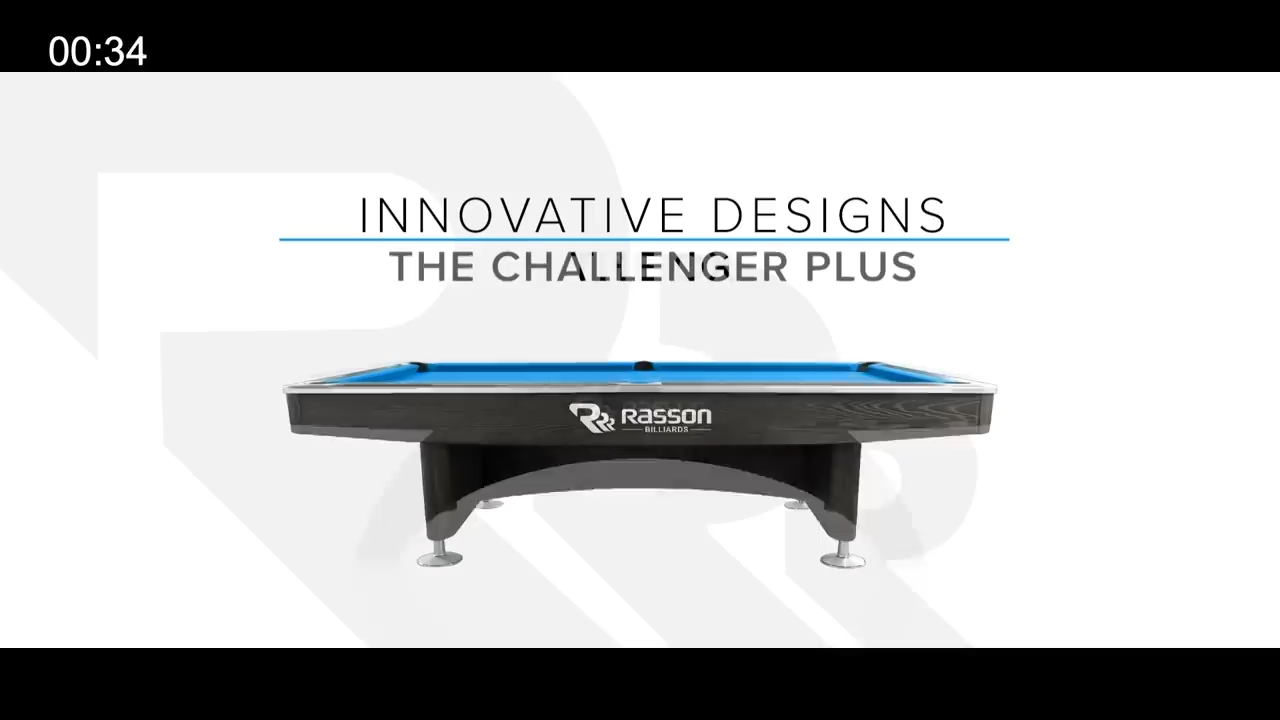 00:34
INNOVATIVE DESIGNS
THE CHALLENGER PLUS
RASSON
BILLIARDS